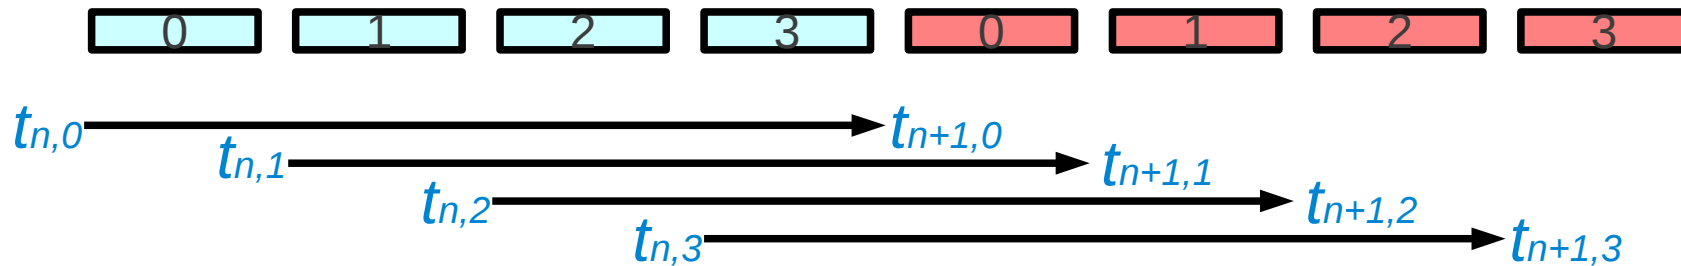 0 1 2 3 0 1 2 3
tn,0 tn+1,0
tn,1 tn+1,1
tn,2 tn+1,2
tn,3 tn+1,3